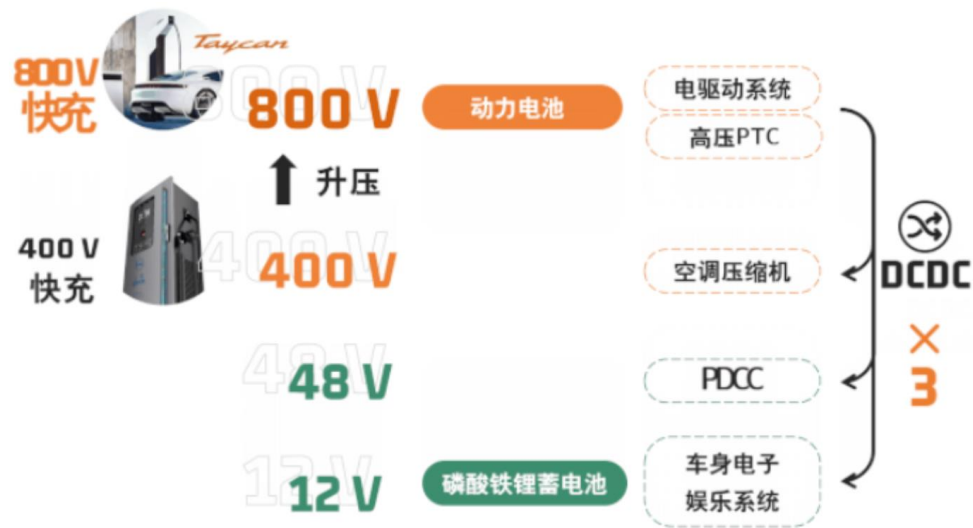 Taycan
800V
快充
800 V
动力电池
电驱动系统
高压PTC
升压
400 V
快充
400 V
空调压缩机
DCDC
×
3
48 V
PDCC
12 V
磷酸铁锂蓄电池
车身电子
娱乐系统